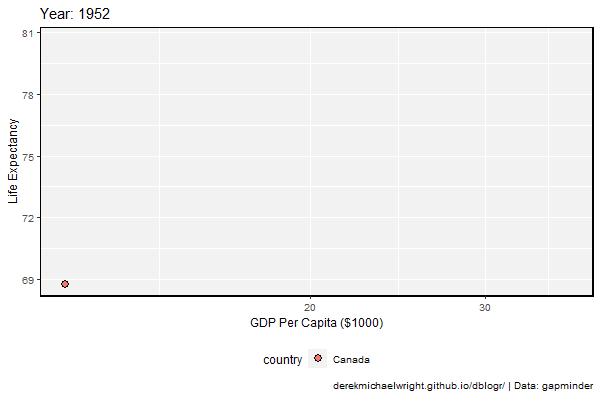 Year: 1952
81
78
75
72
69
Life Expectancy
20 30
GDP Per Capita ($1000)
country Canada
derekmichaelwright.github.io/dblogr/ | Data: gapminder